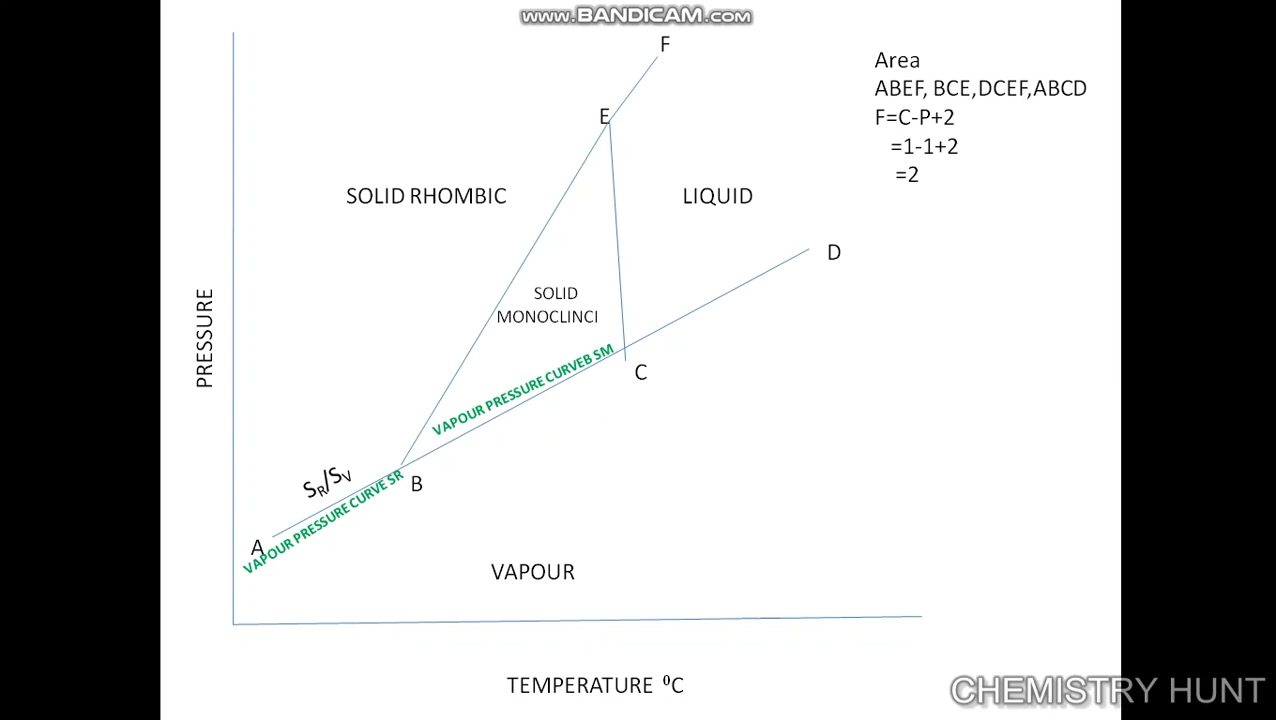 www.BANDICAM.com
F
Area
ABEF, BCE,DCEF,ABCD
F=C-P+2
=1-1+2
=2
E
SOLID RHOMBIC
LIQUID
D
SOLID
MONOCLINCI
PRESSURE
VAPOUR PRESSURE CURVEB SM
C
SR/SV
B
VAPOUR PRESSURE CURVE SR
A
VAPOUR
TEMPERATURE ⁰C
CHEMISTRY HUNT